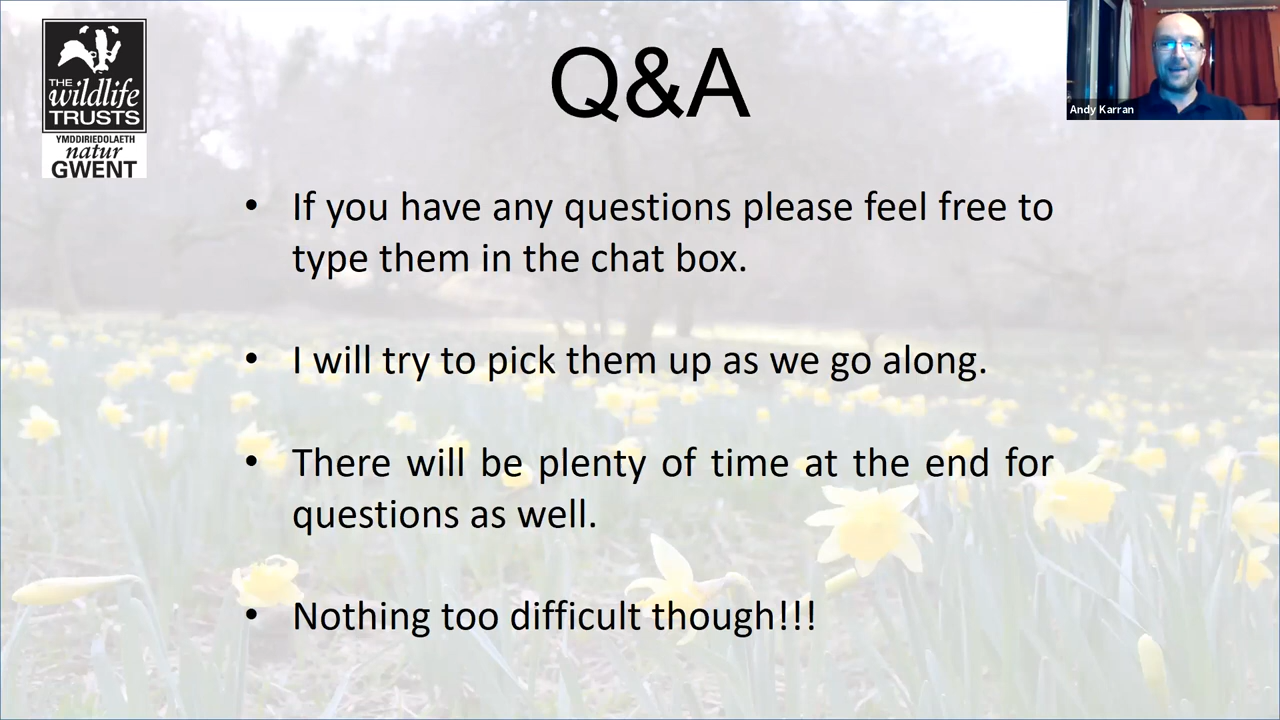 Q&A
THE
wildlife
TRUSTS
YMDDIRIEDOLAETH
natur
GWENT
Andy Karran
• If you have any questions please feel free to
type them in the chat box.
• I will try to pick them up as we go along.
• There will be plenty of time at the end for
questions as well.
• Nothing too difficult though!!!